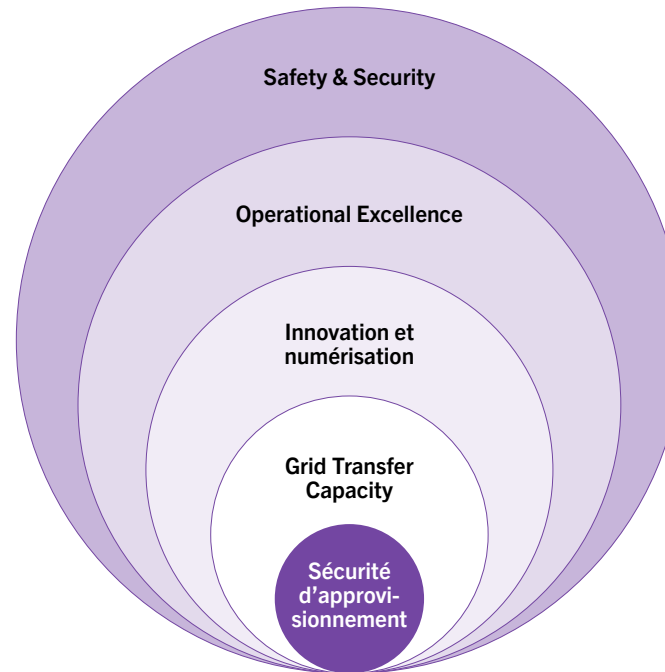 Safety & Security
Operational Excellence
Innovation et
numérisation
Grid Transfer
Capacity
Sécurité
d’approvi-
sionnement